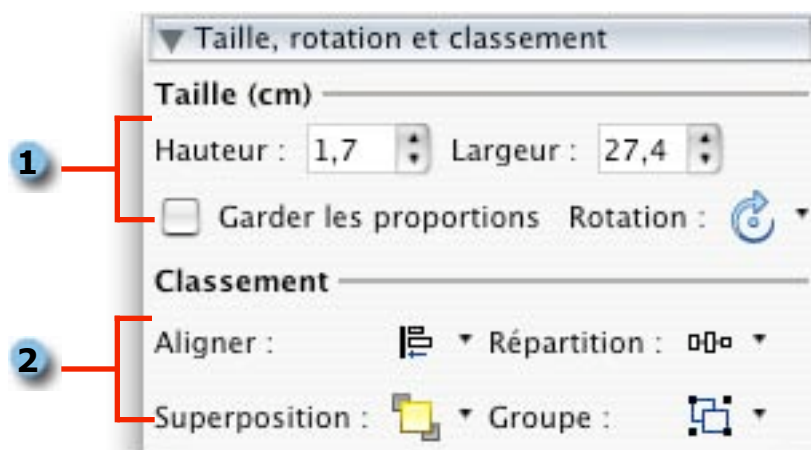 Taille, rotation et classement
Taille (cm)
1
Hauteur : 1,7 Largeur : 27,4
Garder les proportions Rotation :
Classement
2
Aligner : Répartition :
Superposition : Groupe :